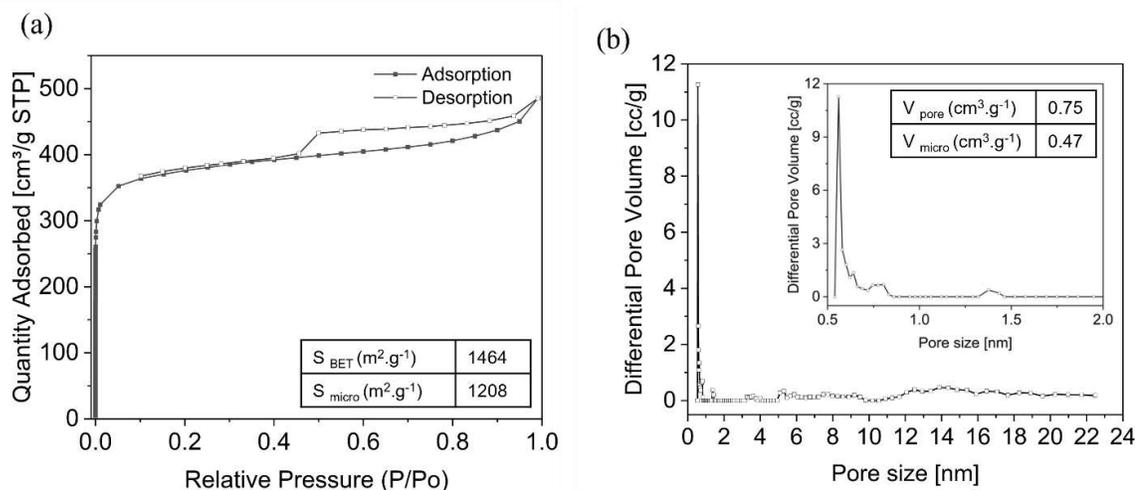 (a)
Quantity Adsorbed [cm³/g STP)
500
400
300
200
100
0
Adsorption
Desorption
S BET (m².g-¹) 1464
S micro (m².g-¹) 1208
0.0 0.2 0.4 0.6 0.8 1.0
Relative Pressure (P/Po)
(b)
Differential Pore Volume [cc/g]
12
11
10
9
8
6
4
2
0
0 2 4 6 8 10 12 14 16 18 20 22 24
Pore size [nm]
Differential Pore Volume [cc/g]
12
9
6
3
0
V pore (cm³.g-¹) 0.75
V micro (cm³.g-¹) 0.47
0.5 1.0 1.5 2.0
Pore size [nm]